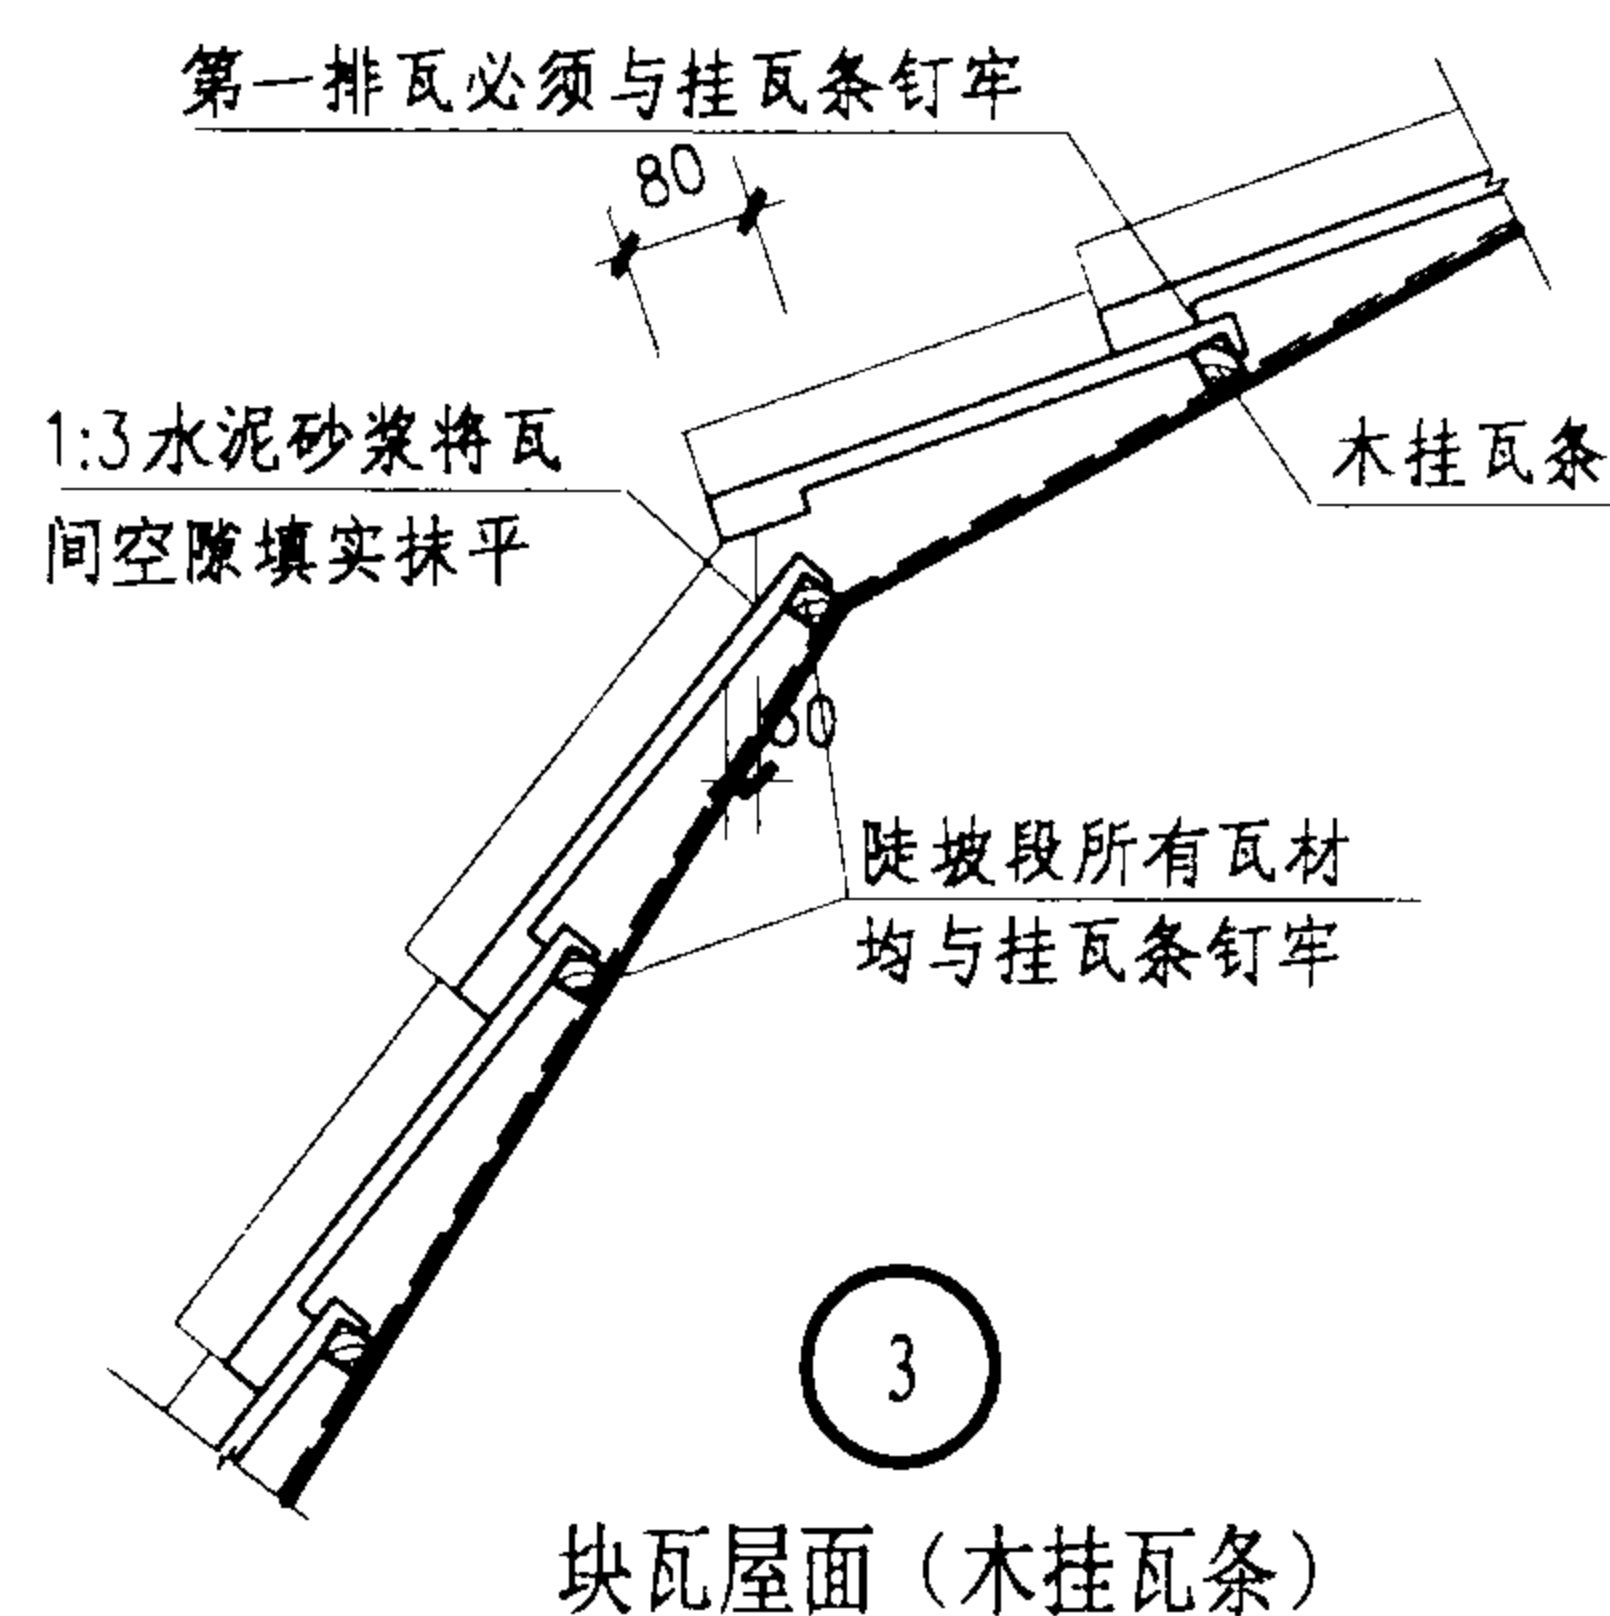 第一排瓦必须与挂瓦条钉牢
80
1:3水泥砂浆将瓦
间空隙填实抹平
木挂瓦条
陡坡段所有瓦材
均与挂瓦条钉牢
3
块瓦屋面（木挂瓦条）